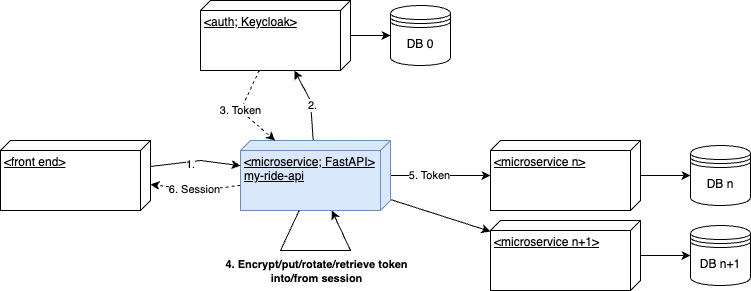 <auth; Keycloak>
DB 0
3. Token
2.
<front end>
1.
6. Session
<microservice; FastAPI>
my-ride-api
5. Token
<microservice n>
DB n
<microservice n+1>
DB n+1
4. Encrypt/put/rotate/retrieve token
into/from session